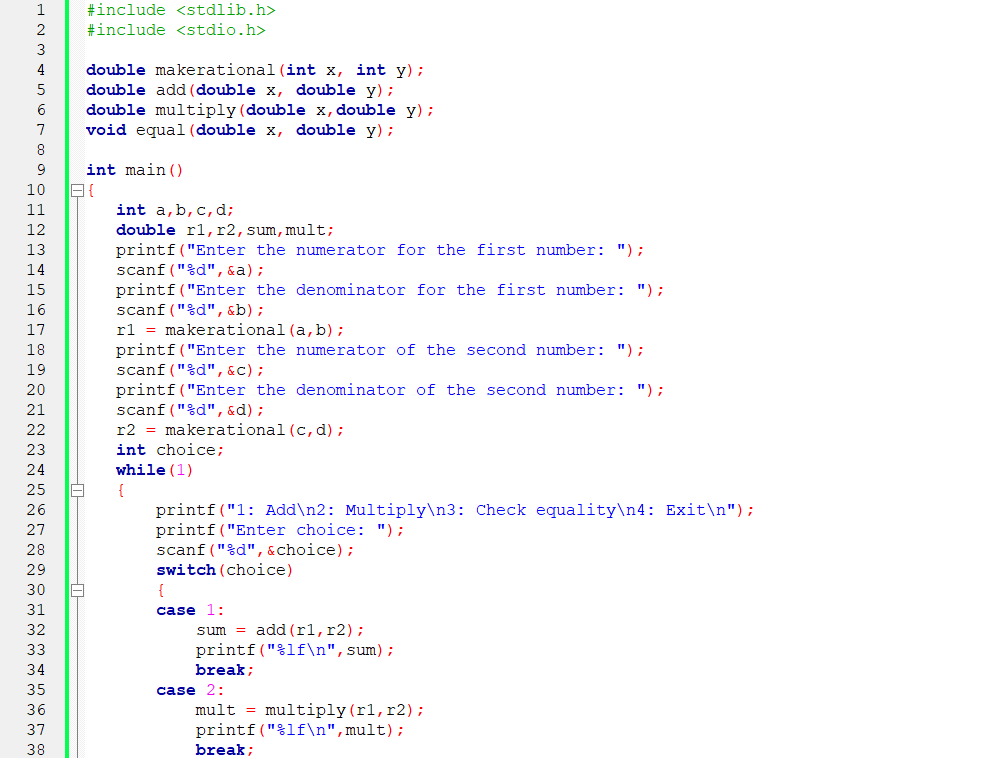 1 #include <stdlib.h>
2 #include <stdio.h>
3
4 double makerational(int x, int y);
5 double add(double x, double y);
6 double multiply(double x,double y);
7 void equal(double x, double y);
8
9 int main()
10 {
11 int a,b,c,d;
12 double r1,r2,sum,mult;
13 printf("Enter the numerator for the first number: ");
14 scanf("%d",&a);
15 printf("Enter the denominator for the first number: ");
16 scanf("%d",&b);
17 r1 = makerational(a,b);
18 printf("Enter the numerator of the second number: ");
19 scanf("%d",&c);
20 printf("Enter the denominator of the second number: ");
21 scanf("%d",&d);
22 r2 = makerational(c,d);
23 int choice;
24 while(1)
25 {
26 printf("1: Add\n2: Multiply\n3: Check equality\n4: Exit\n");
27 printf("Enter choice: ");
28 scanf("%d",&choice);
29 switch(choice)
30 {
31 case 1:
32 sum = add(r1,r2);
33 printf("%lf\n",sum);
34 break;
35 case 2:
36 mult = multiply(r1,r2);
37 printf("%lf\n",mult);
38 break;